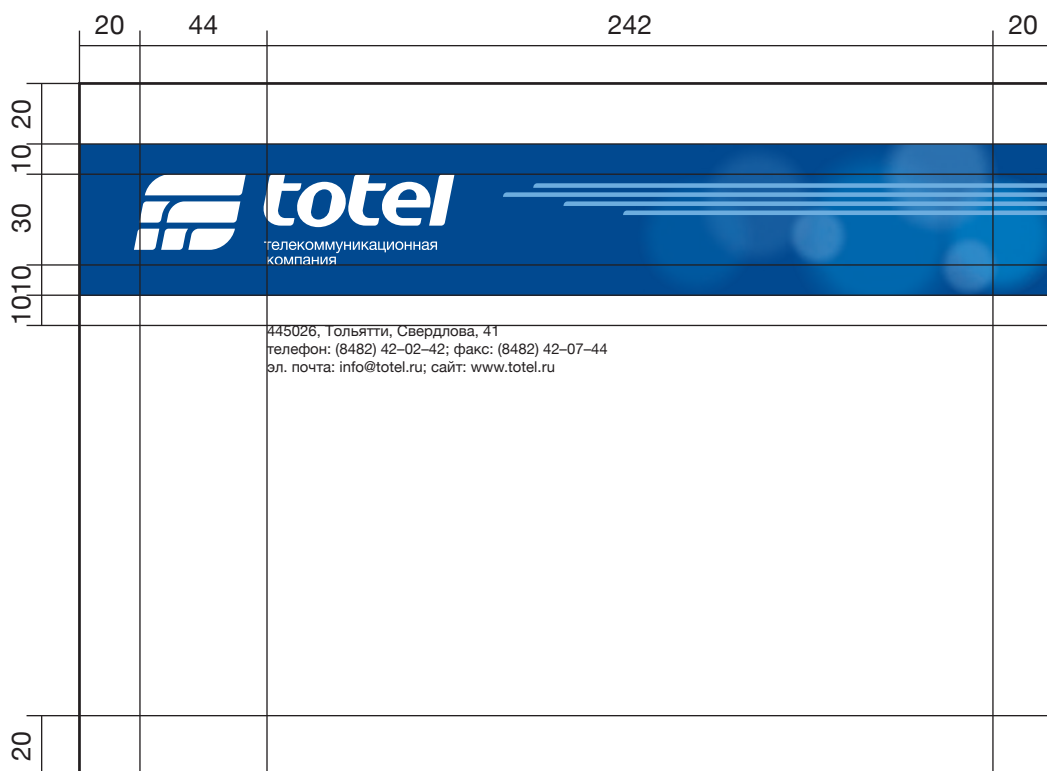 20 44 242 20
20
10
30
10
10
totel
телекоммуникационная
компания
445026, Тольятти, Свердлова, 41
телефон: (8482) 42–02–42; факс: (8482) 42–07–44
эл. почта: info@totel.ru; сайт: www.totel.ru
20